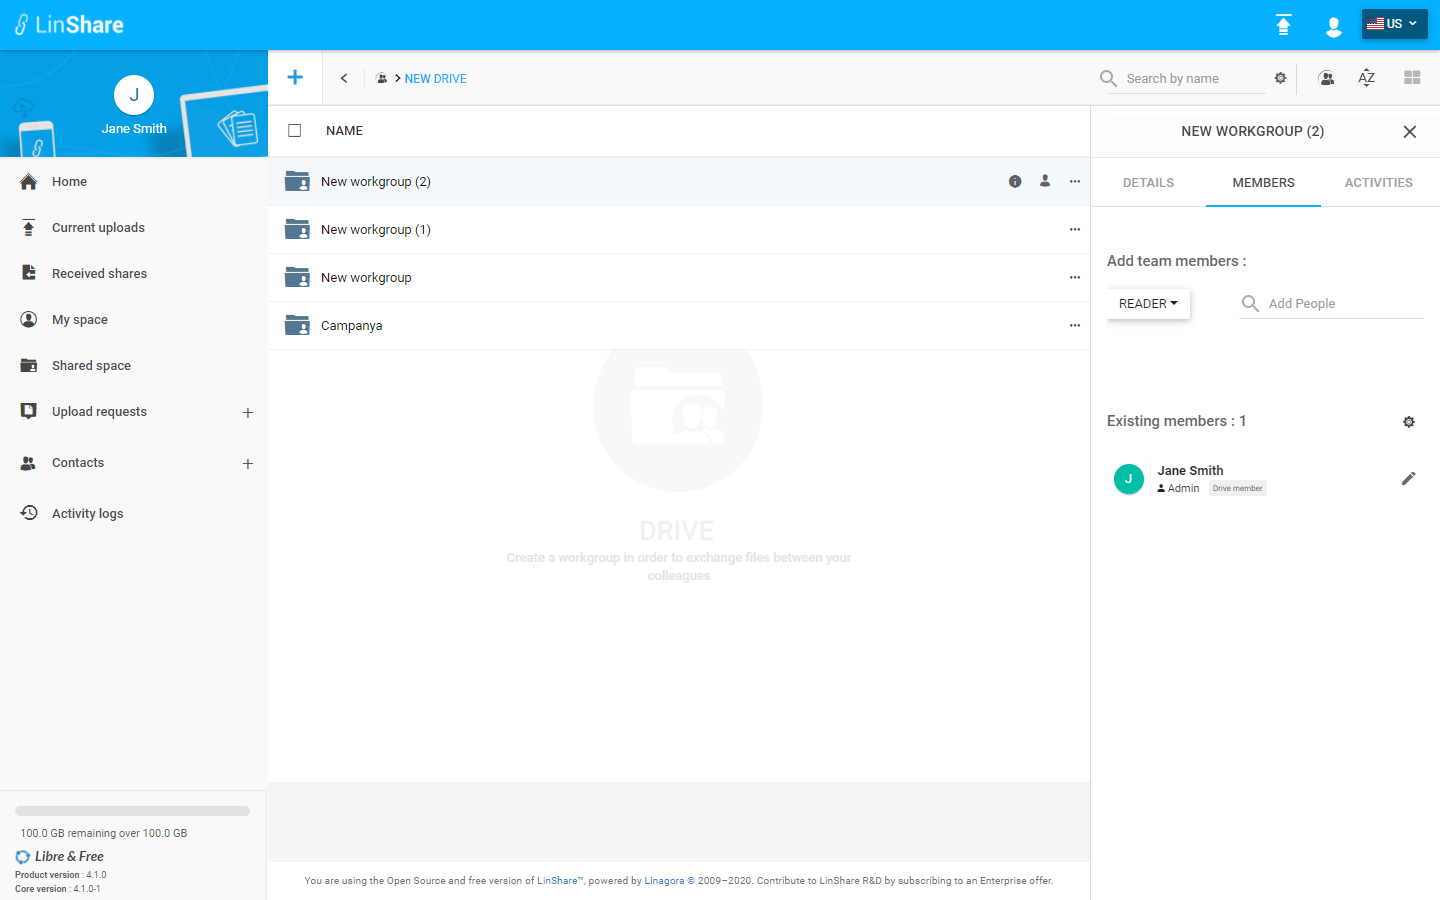 LinShare
US
J
Jane Smith
NEW DRIVE
Search by name
AZ
Home
Current uploads
Received shares
My space
Shared space
Upload requests
Contacts
Activity logs
NAME
New workgroup (2)
New workgroup (1)
New workgroup
Campanya
DRIVE
Create a workgroup in order to exchange files between your
colleagues
NEW WORKGROUP (2)
DETAILS
MEMBERS
ACTIVITIES
Add team members :
READER
Add People
Existing members : 1
J
Jane Smith
Admin
Drive member
100.0 GB remaining over 100.0 GB
Libre & Free
Product version : 4.1.0
Core version : 4.1.0-1
You are using the Open Source and free version of LinShare™, powered by Linagora © 2009–2020. Contribute to LinShare R&D by subscribing to an Enterprise offer.